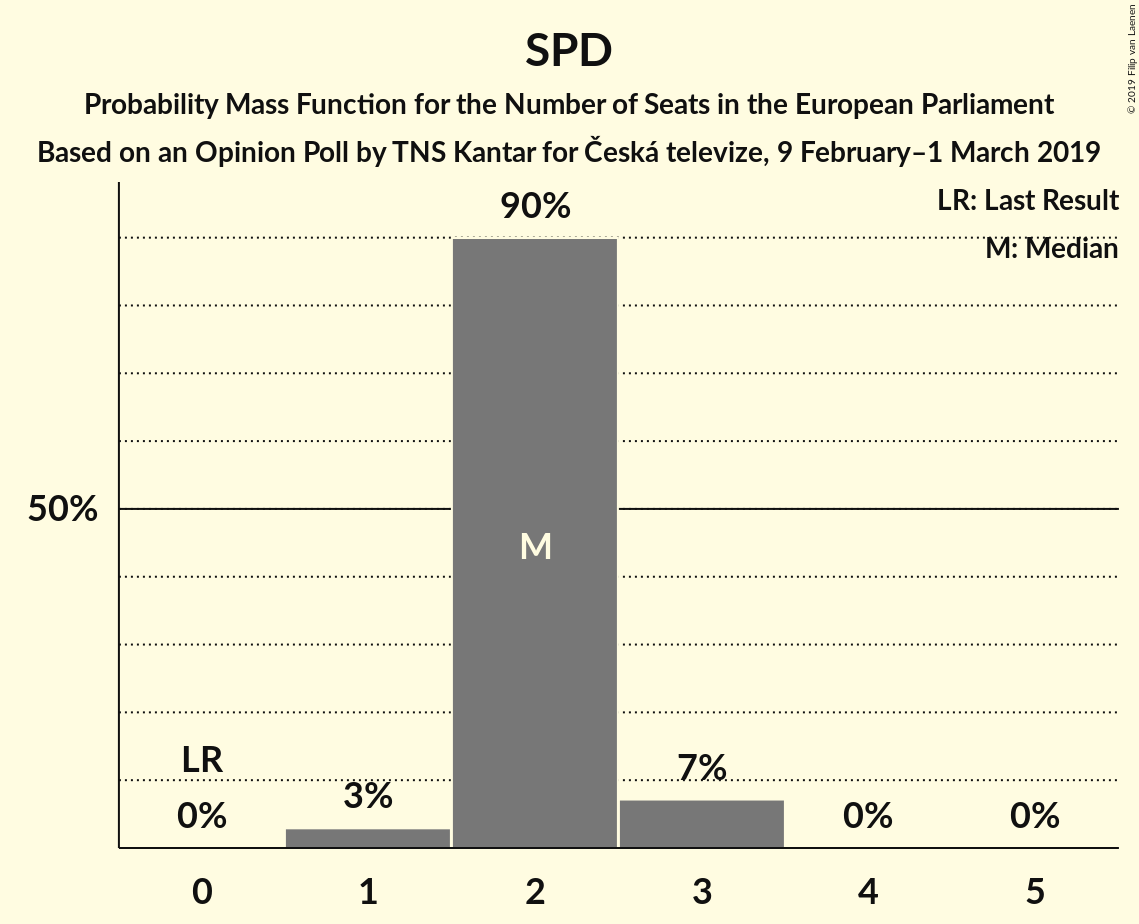 SPD
Probability Mass Function for the Number of Seats in the European Parliament
Based on an Opinion Poll by TNS Kantar for Česká televize, 9 February–1 March 2019
© 2019 Filip van Laenen
LR: Last Result
M: Median
90%
50%
M
LR
0%
3%
7%
0%
0%
0
1
2
3
4
5